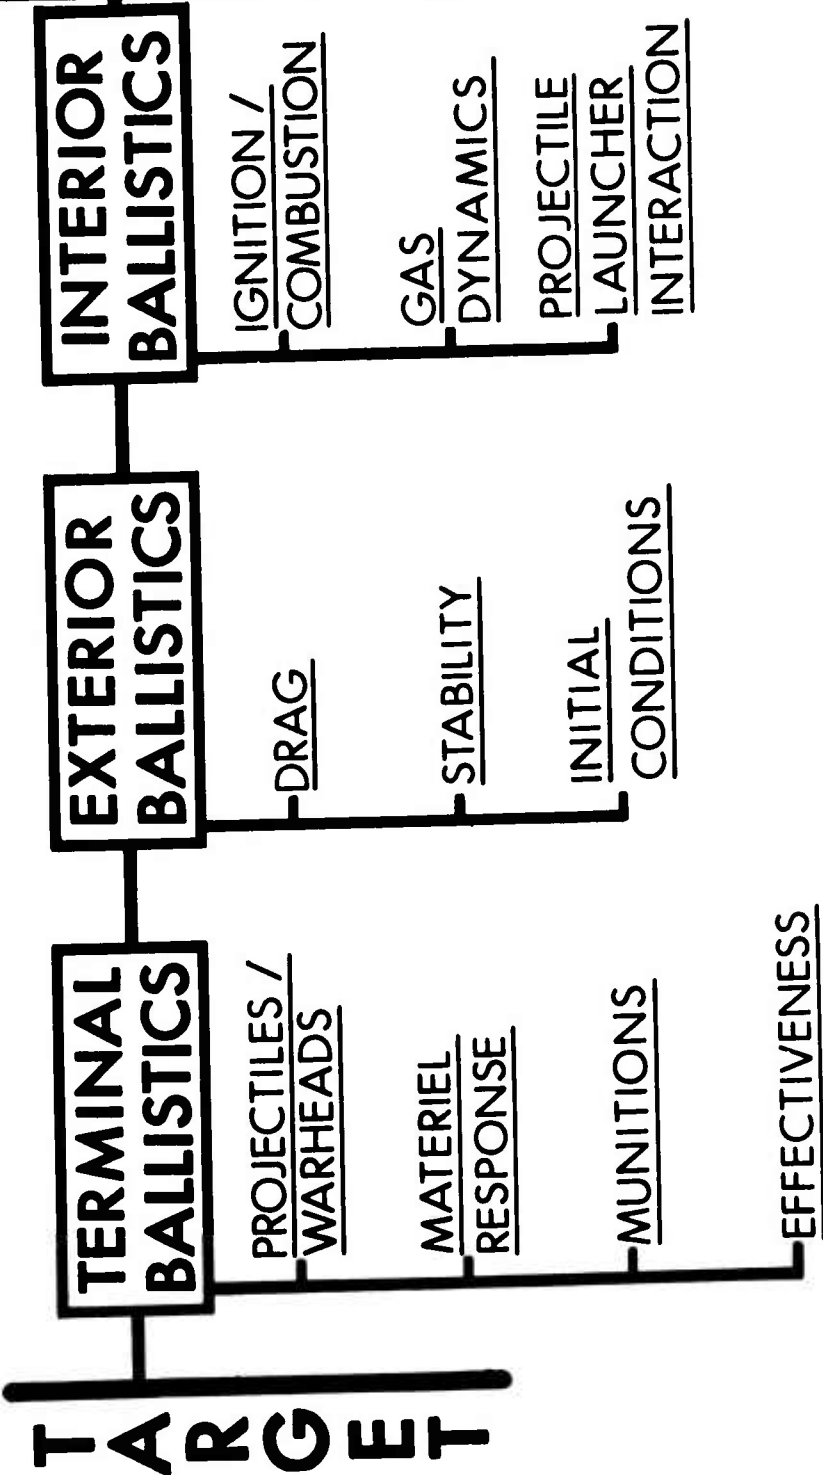 TARGET
TERMINAL
BALLISTICS
PROJECTILES /
WARHEADS
MATERIEL
RESPONSE
MUNITIONS
EFFECTIVENESS
EXTERIOR
BALLISTICS
DRAG
STABILITY
INITIAL
CONDITIONS
INTERIOR
BALLISTICS
IGNITION /
COMBUSTION
GAS
DYNAMICS
PROJECTILE
LAUNCHER
INTERACTION